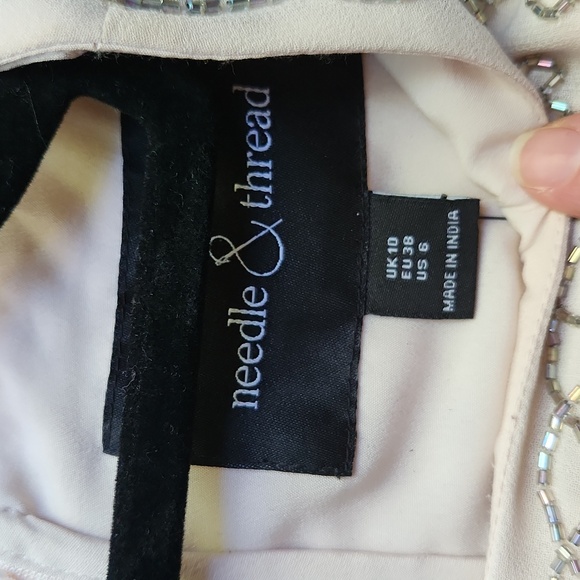 needle & thread
UK 10
EU 38
US 6
MADE IN INDIA